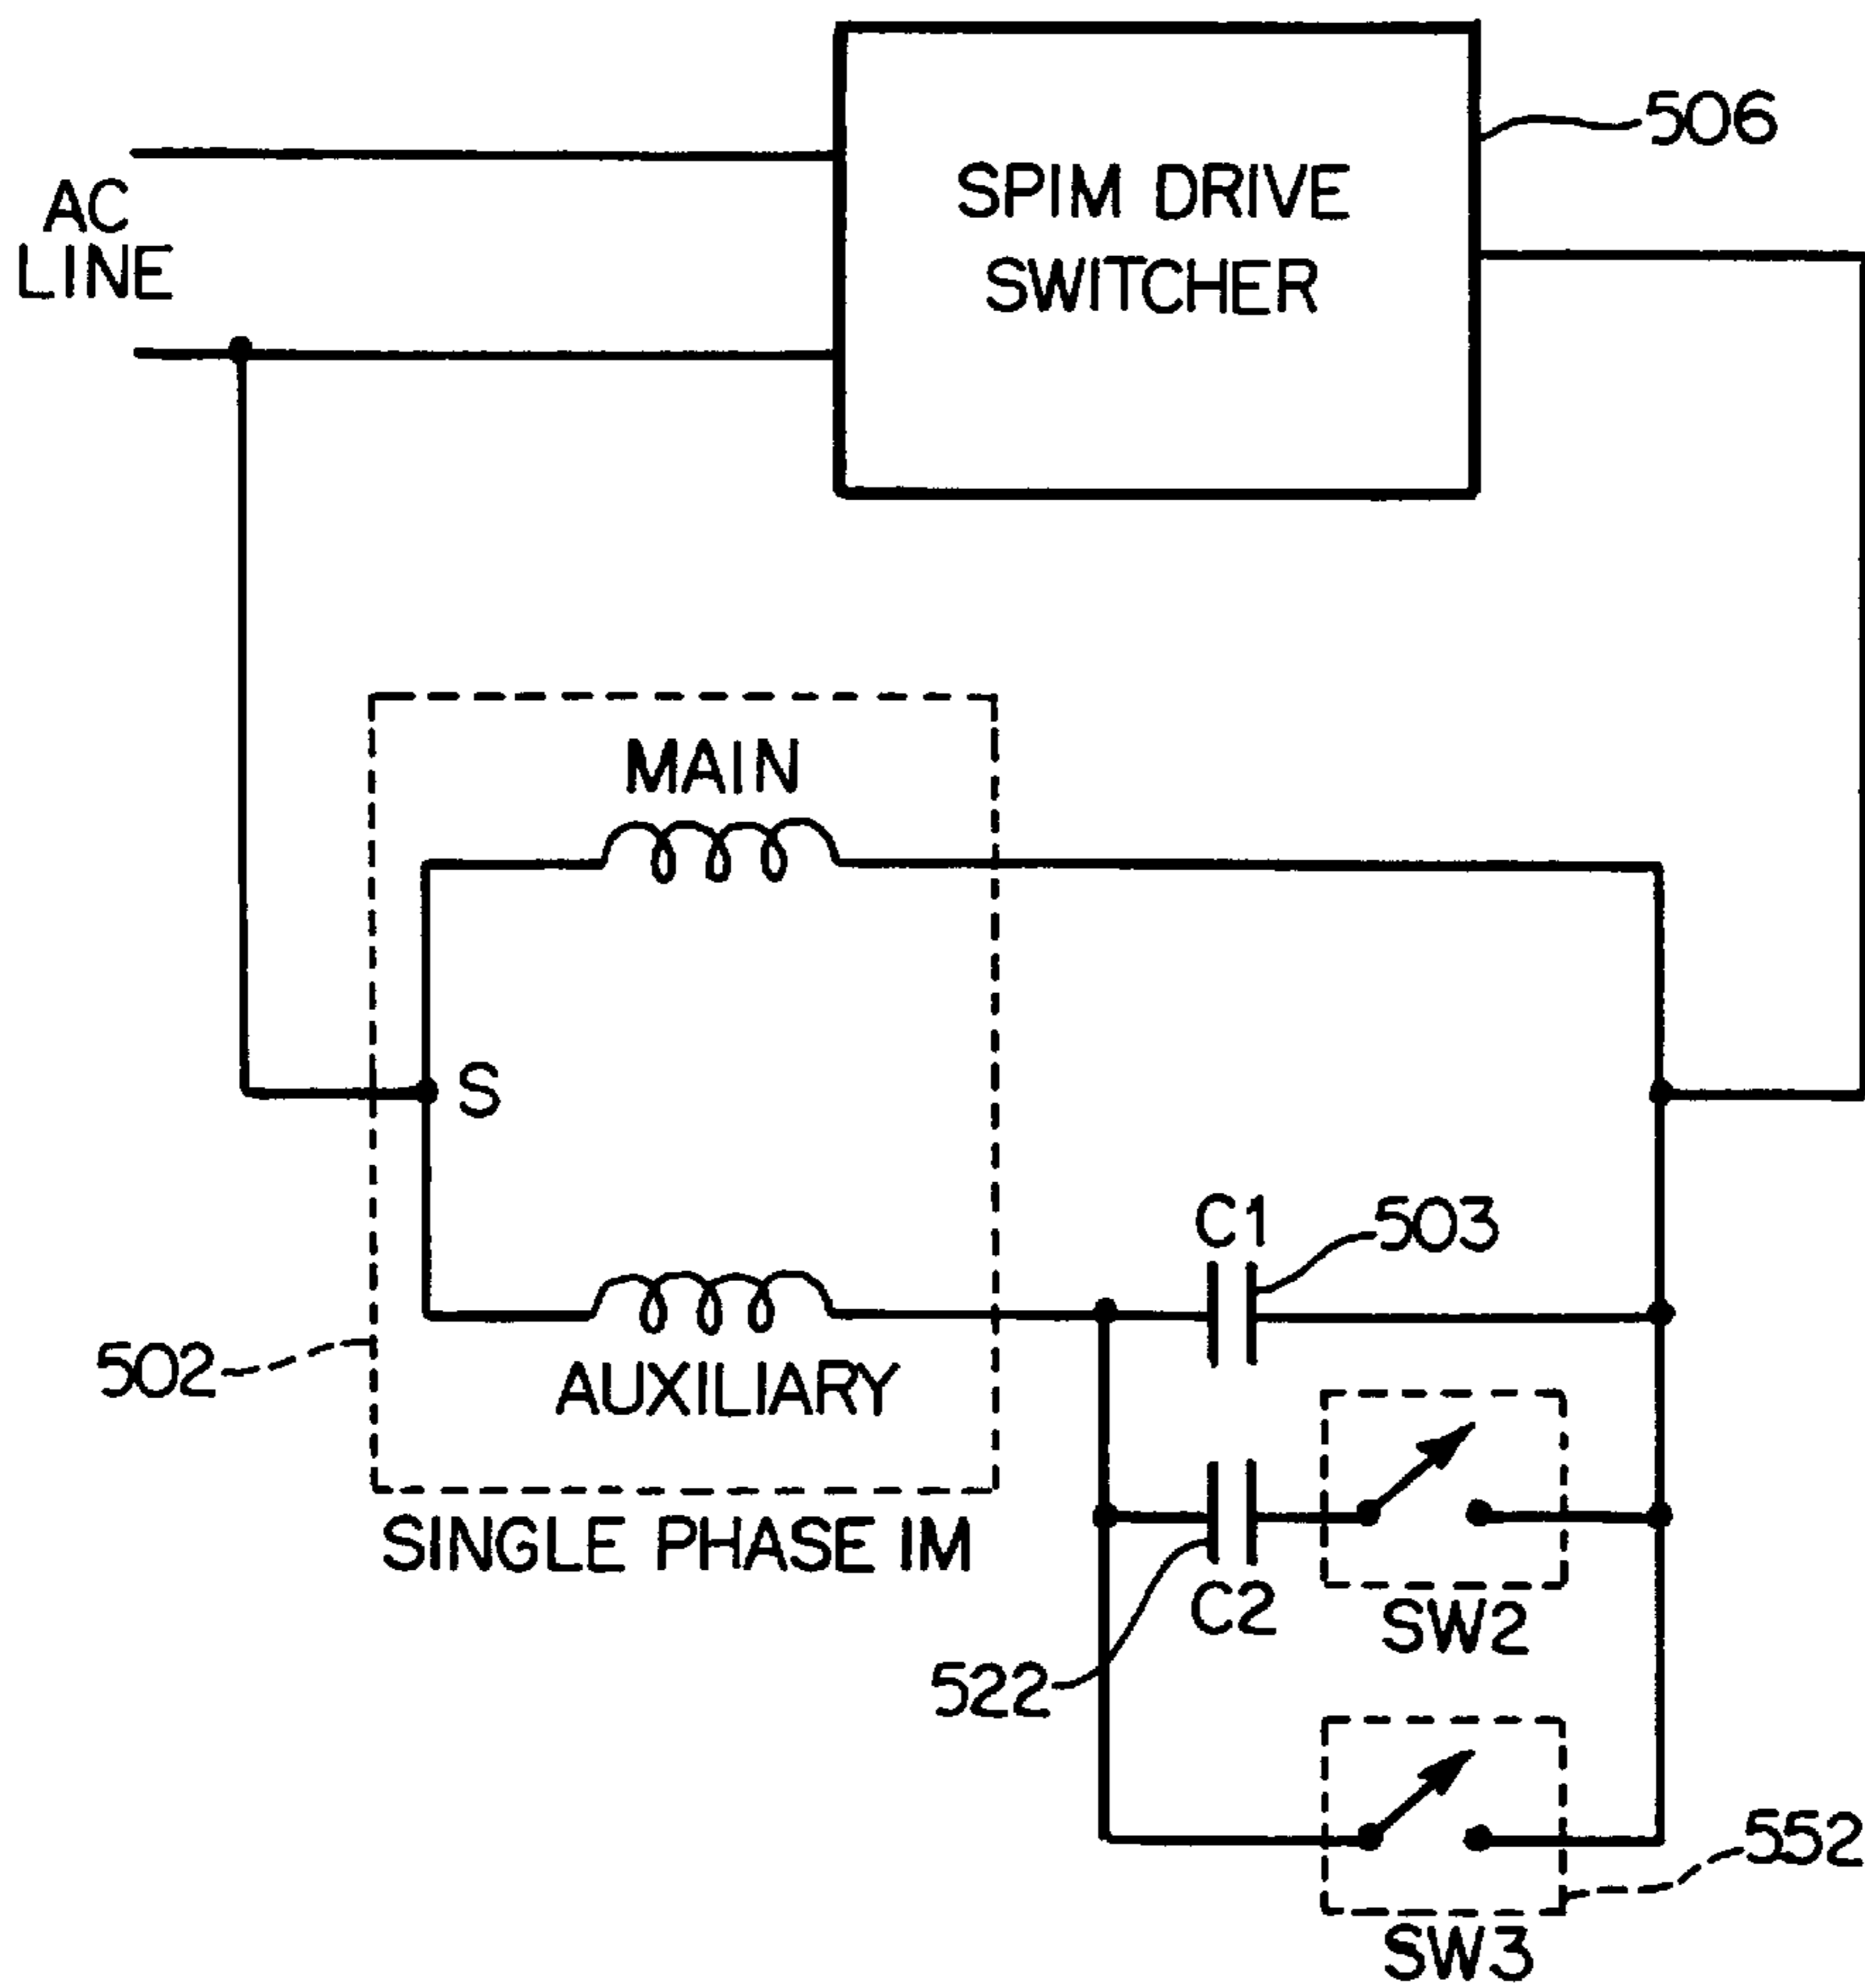 506
SPIM DRIVE
SWITCHER
AC
LINE
MAIN
S
C1
503
502
AUXILIARY
SINGLE PHASE IM
C2
SW2
522
552
SW3